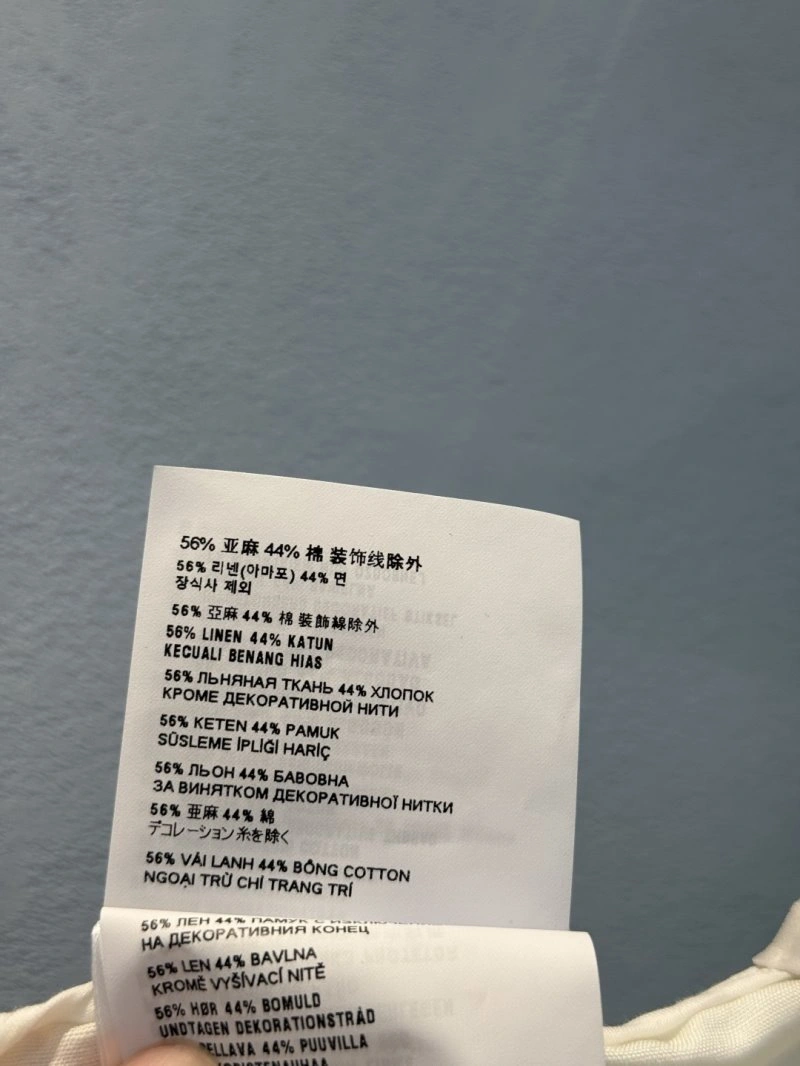 56% 亚麻 44% 棉 装饰线除外
56% 리넨(아마포) 44% 면
장식사 제외
56% 亞麻 44% 棉 裝飾線除外
56% LINEN 44% KATUN
KECUALI BENANG HIAS
56% ЛЬНЯНАЯ ТКАНЬ 44% ХЛОПОК
КРОМЕ ДЕКОРАТИВНОЙ НИТИ
56% KETEN 44% PAMUK
SÜSLEME İPLİĞİ HARİÇ
56% ЛЬОН 44% БАВОВНА
ЗА ВИНЯТКОМ ДЕКОРАТИВНОЇ НИТКИ
56% 亜麻 44% 綿
デコレーション糸を除く
56% VẢI LANH 44% BÔNG COTTON
NGOẠI TRỪ CHỈ TRANG TRÍ
56% ЛЕН 44% ПАМУК С
НА ДЕКОРАТИВНИЯ КОНЕЦ
56% LEN 44% BAVLNA
KROMĚ VYŠÍVACÍ NITĚ
56% HØR 44% BOMULD
UNDTAGEN DEKORATIONSTRÅD
44% PUUVILLA